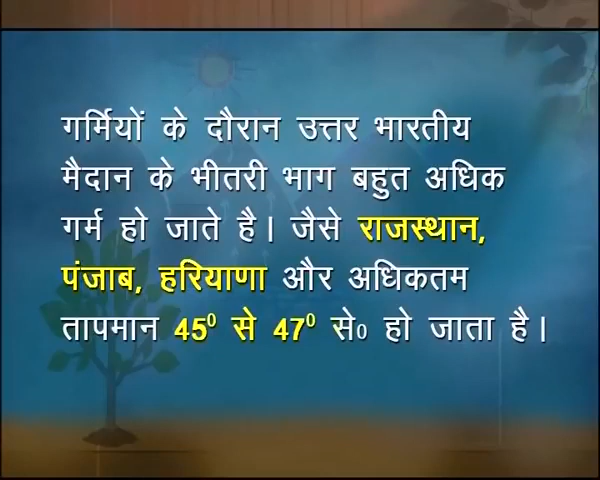 गर्मियों के दौरान उत्तर भारतीय
मैदान के भीतरी भाग बहुत अधिक
गर्म हो जाते है। जैसे राजस्थान,
पंजाब, हरियाणा और अधिकतम
तापमान 45⁰ से 47⁰ से० हो जाता है।